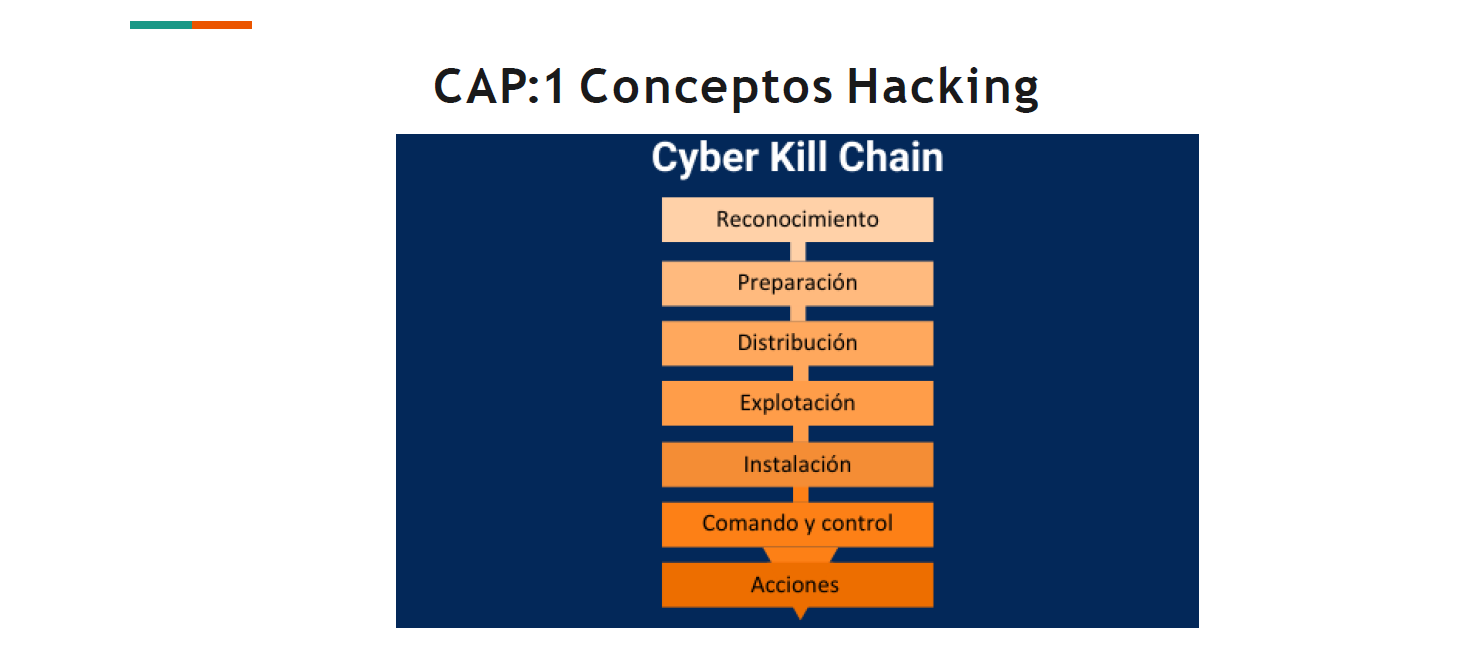 CAP:1 Conceptos Hacking
Cyber Kill Chain
Reconocimiento
Preparación
Distribución
Explotación
Instalación
Comando y control
Acciones